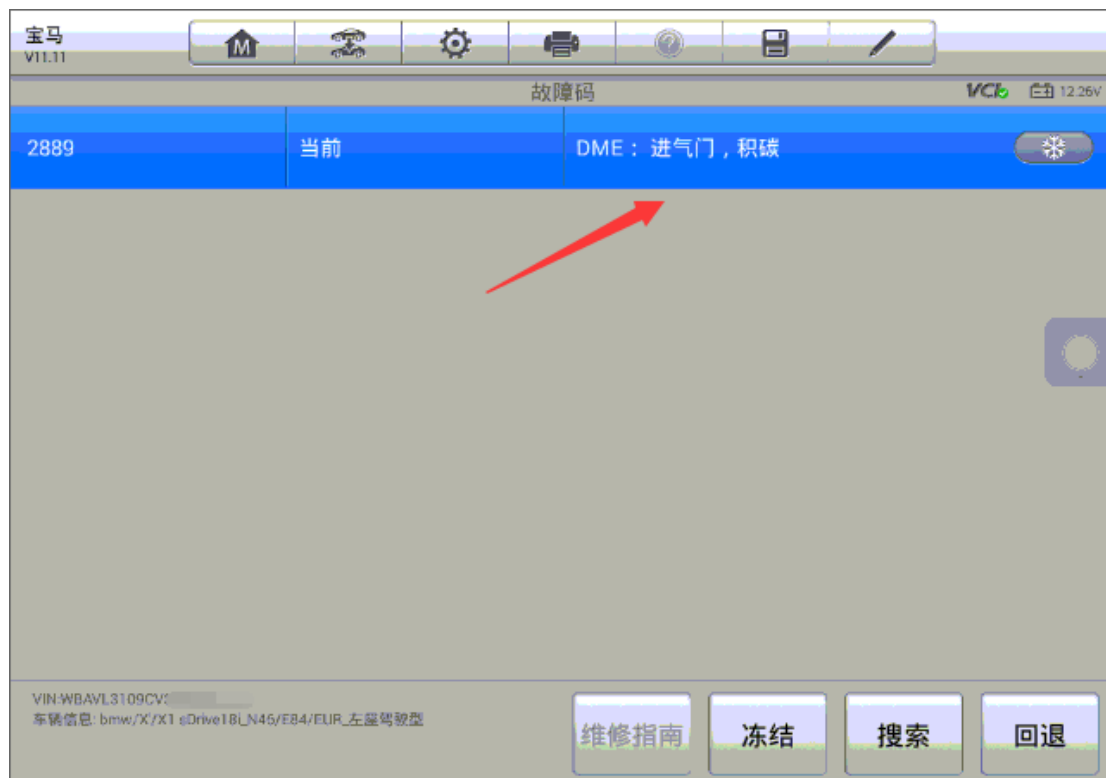 宝马
V11.11
M
故障码
VCI
12.26V
2889 当前 DME：进气门，积碳
VIN:WBAVL3109CV
车辆信息: bmw/X'/X1 sDrive18i_N46/E84/EUR_左座驾驶型
维修指南 冻结 搜索 回退